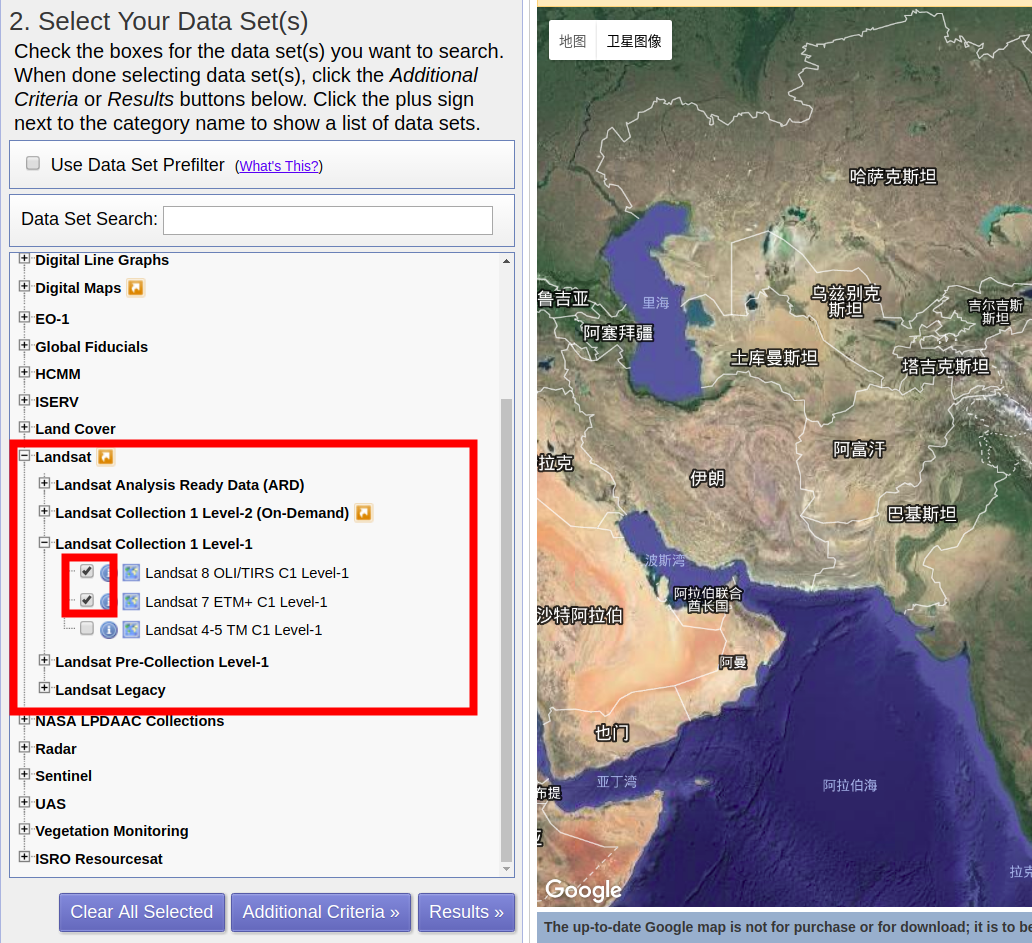 2. Select Your Data Set(s)
Check the boxes for the data set(s) you want to search.
When done selecting data set(s), click the Additional
Criteria or Results buttons below. Click the plus sign
next to the category name to show a list of data sets.
Use Data Set Prefilter (What's This?)
Data Set Search:
Digital Line Graphs
Digital Maps
EO-1
Global Fiducials
HCMM
ISERV
Land Cover
Landsat
Landsat Analysis Ready Data (ARD)
Landsat Collection 1 Level-2 (On-Demand)
Landsat Collection 1 Level-1
Landsat 8 OLI/TIRS C1 Level-1
Landsat 7 ETM+ C1 Level-1
Landsat 4-5 TM C1 Level-1
Landsat Pre-Collection Level-1
Landsat Legacy
NASA LPDAAC Collections
Radar
Sentinel
UAS
Vegetation Monitoring
ISRO Resourcesat
Clear All Selected
Additional Criteria »
Results »
地图
卫星图像
哈萨克斯坦
鲁吉亚
里海
乌兹别克
斯坦
吉尔吉斯
斯坦
阿塞拜疆
土库曼斯坦
塔吉克斯坦
拉克
伊朗
阿富汗
巴基斯坦
波斯湾
阿拉伯联合
酋长国
沙特阿拉伯
阿曼
也门
亚丁湾
布提
阿拉伯海
拉克
Google
The up-to-date Google map is not for purchase or for download; it is to be